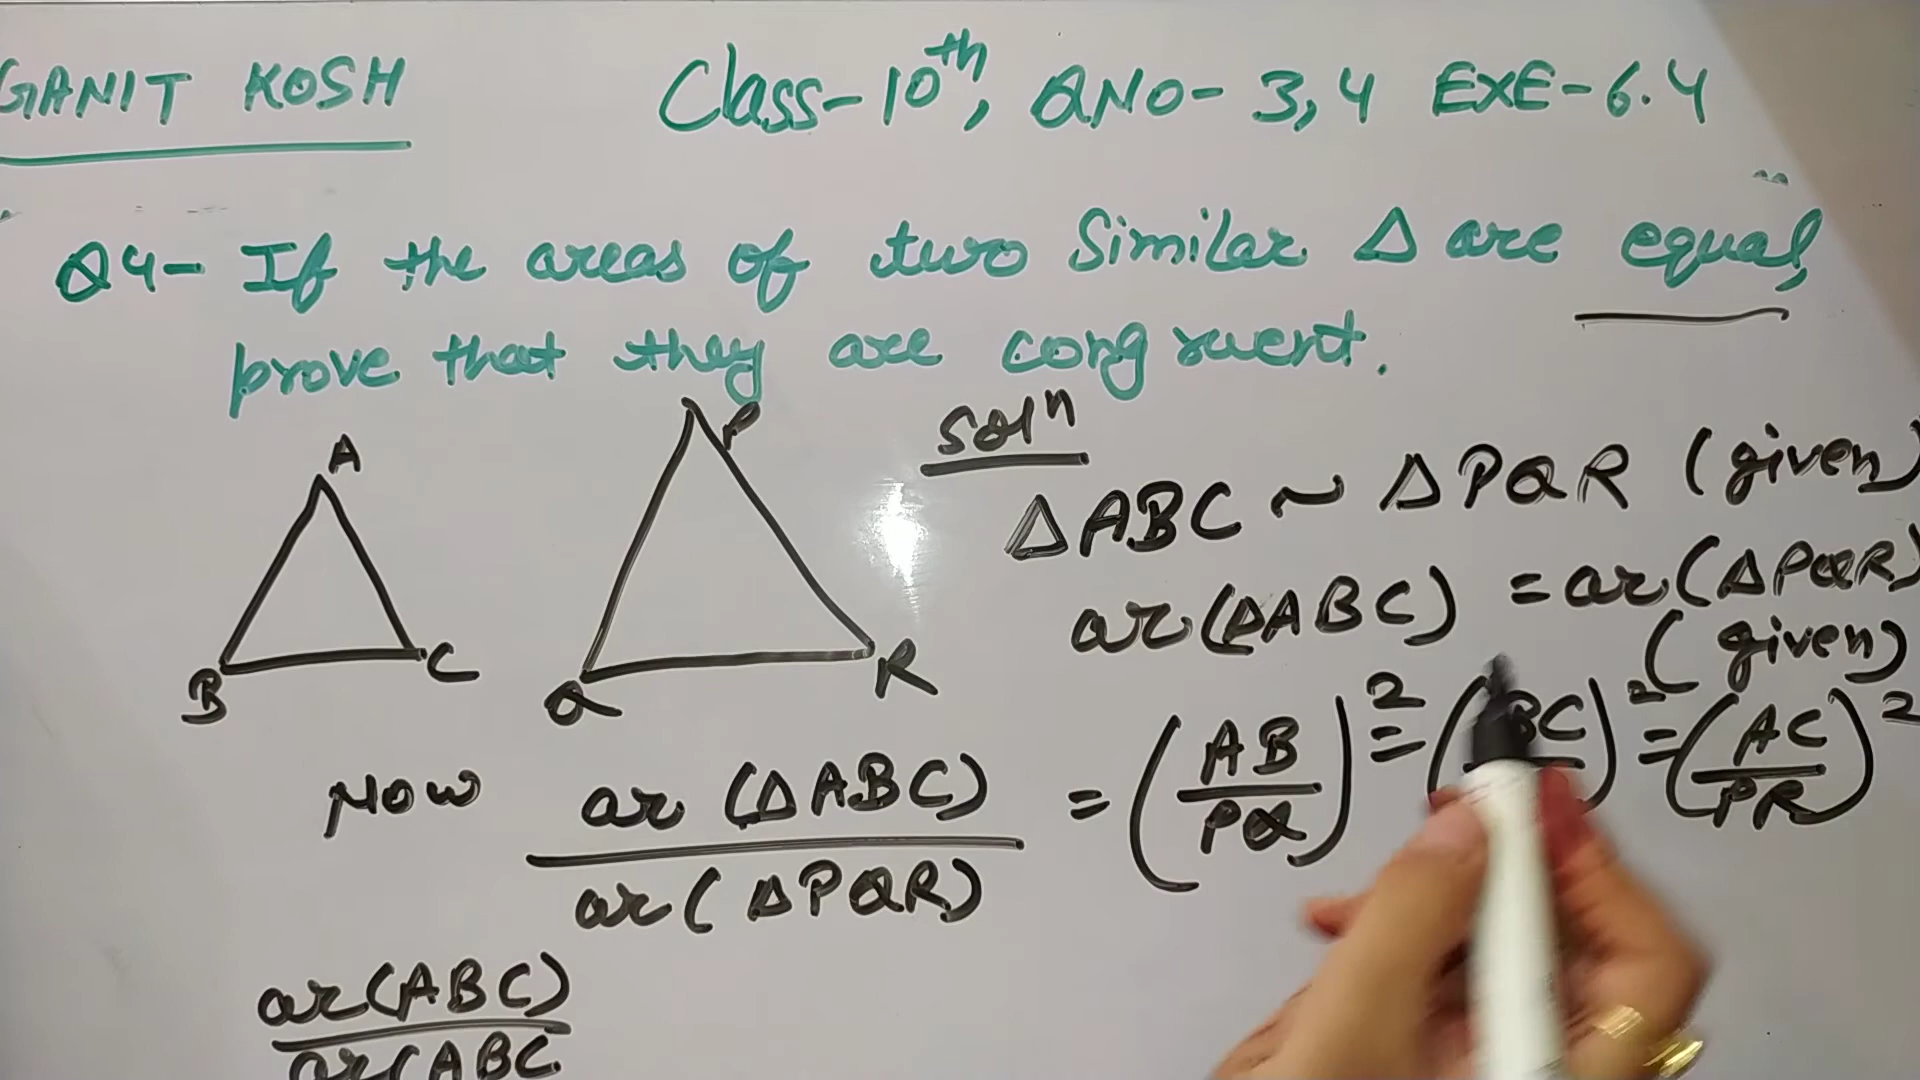 GANIT KOSH
Class-10th, QNO- 3,4 EXE-6.4
Q4- If the areas of two Similar Δ are equal,
prove that they are congruent.
A
B
C
P
Q
R
Soln
ΔABC ~ ΔPQR (given)
ar(ΔABC) = ar(ΔPQR)
(given)
Now ar(ΔABC)/ar(ΔPQR) = (AB/PQ)² = (BC/ )² = (AC/PR)²
ar(ABC)
ar(ABC